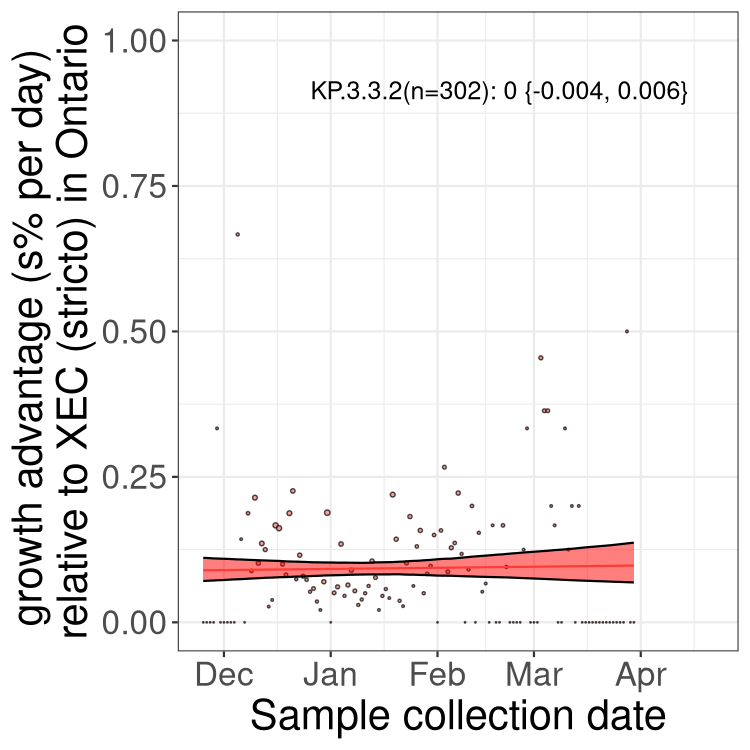 growth advantage (s% per day)
relative to XEC (stricto) in Ontario
1.00
0.75
0.50
0.25
0.00
KP.3.3.2(n=302): 0 {-0.004, 0.006}
Dec Jan Feb Mar Apr
Sample collection date